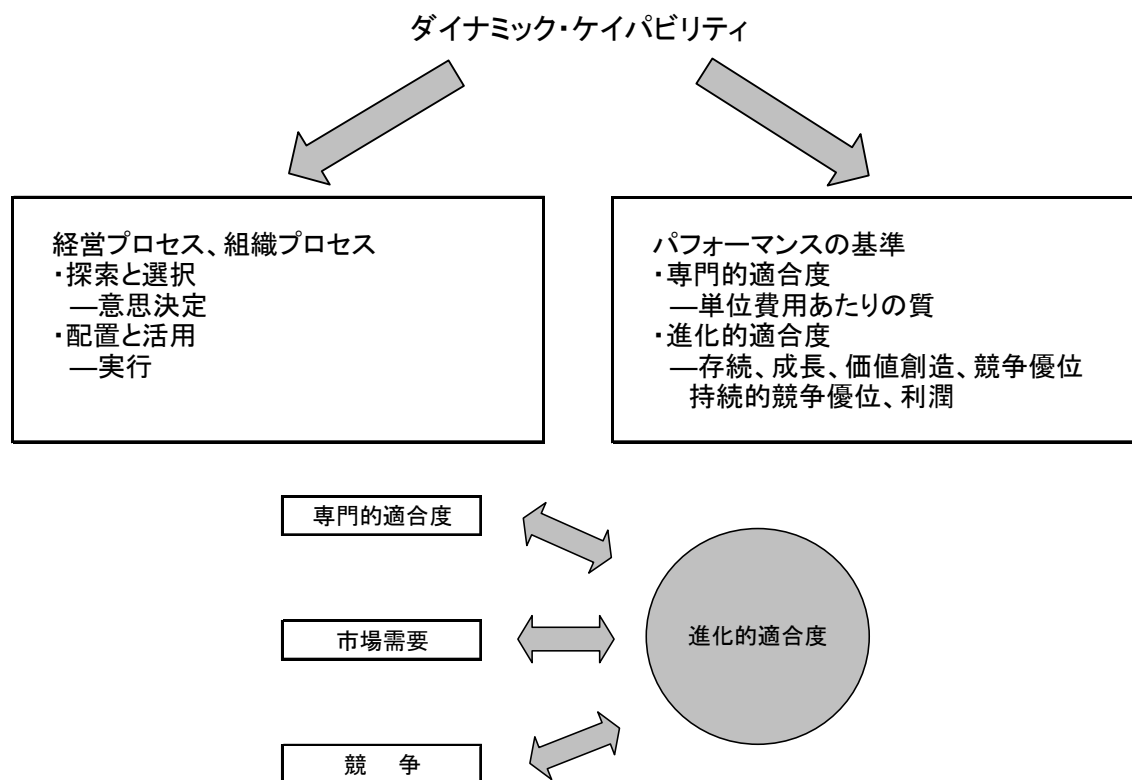 ダイナミック・ケイパビリティ
経営プロセス、組織プロセス
・探索と選択
―意思決定
・配置と活用
―実行
パフォーマンスの基準
・専門的適合度
―単位費用あたりの質
・進化的適合度
―存続、成長、価値創造、競争優位
持続的競争優位、利潤
専門的適合度
市場需要
競　争
進化的適合度